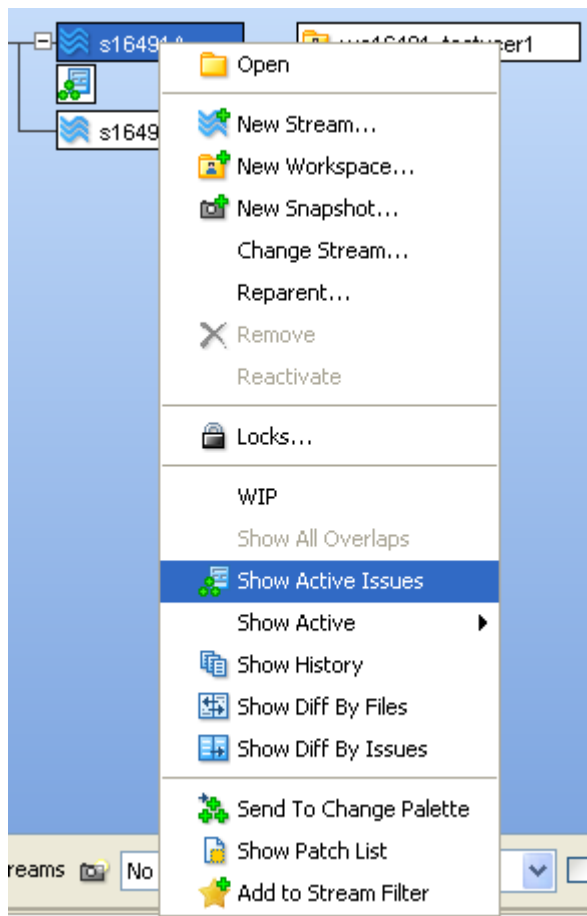 s16491A
Open
s1649
New Stream...
New Workspace...
New Snapshot...
Change Stream...
Reparent...
Remove
Reactivate
Locks...
WIP
Show All Overlaps
Show Active Issues
Show Active
Show History
Show Diff By Files
Show Diff By Issues
Send To Change Palette
Show Patch List
reams No
Add to Stream Filter